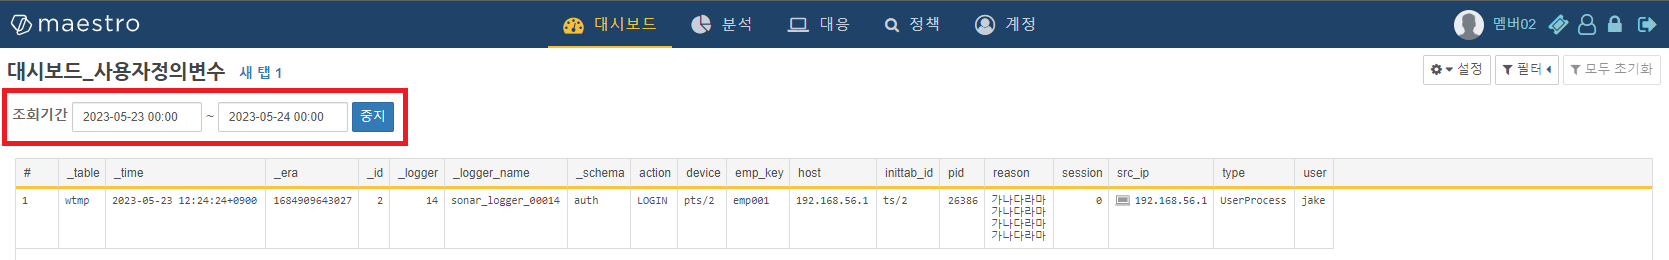 maestro 대시보드 분석 대응 정책 계정 멤버02
대시보드_사용자정의변수 새 탭 1 설정 필터 모두 초기화
조회기간 2023-05-23 00:00 ~ 2023-05-24 00:00 중지
# _table _time _era _id _logger _logger_name _schema action device emp_key host inittab_id pid reason session src_ip type user
1 wtmp 2023-05-23 12:24:24+0900 1684909643027 2 14 sonar_logger_00014 auth LOGIN pts/2 emp001 192.168.56.1 ts/2 26386 가나다라마 0 192.168.56.1 UserProcess jake
가나다라마
가나다라마
가나다라마